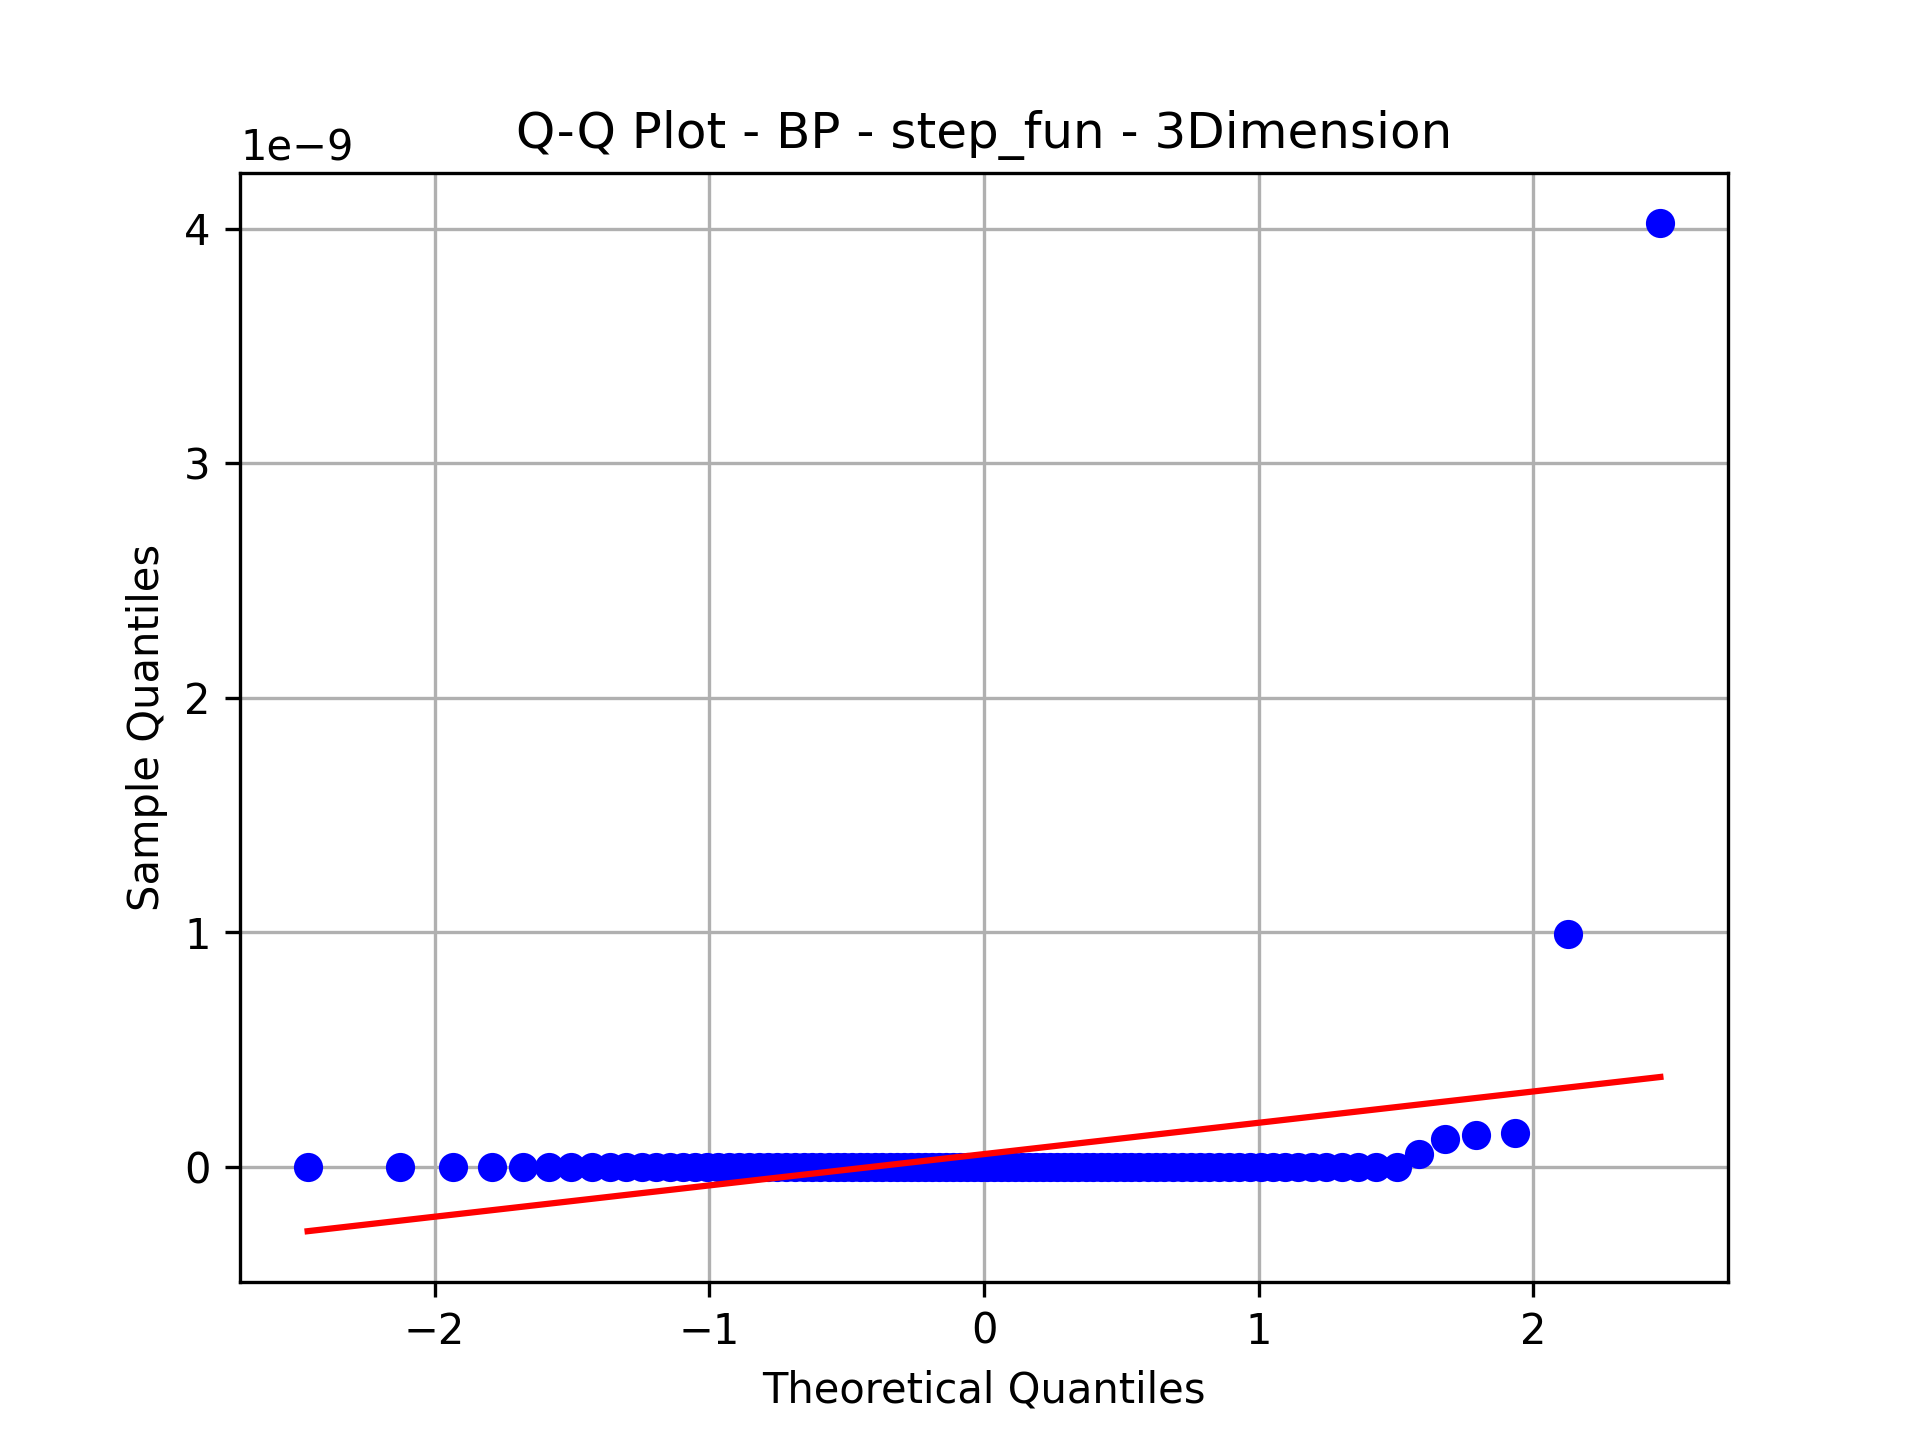 Q-Q Plot - BP - step_fun - 3Dimension
1e−9
4
3
2
1
0
Sample Quantiles
−2
−1
0
1
2
Theoretical Quantiles